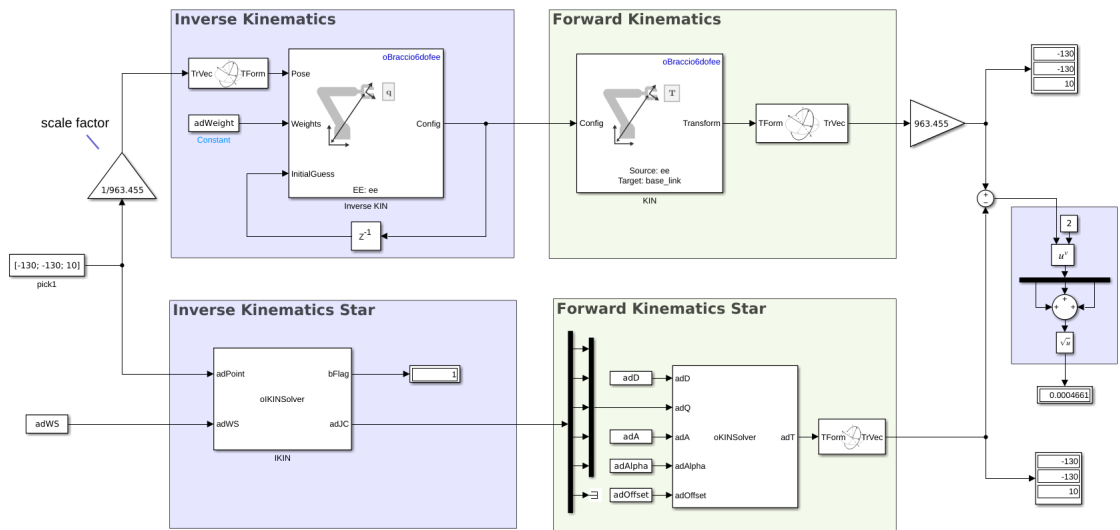 Inverse Kinematics
Forward Kinematics
oBraccio6dofee
oBraccio6dofee
-130
-130
10
TrVec TForm
Pose
q
T
scale factor
adWeight
Constant
Weights
Config
Config
Transform
TForm TrVec
963.455
InitialGuess
Source: ee
Target: base_link
1/963.455
EE: ee
Inverse KIN
KIN
Z-1
+
−
2
[-130; -130; 10]
pick1
u^v
Inverse Kinematics Star
Forward Kinematics Star
+ + +
√u
adPoint
bFlag
1
adD
adD
0.0004661
oIKINSolver
adQ
adWS
adWS
adJC
adA
adA
oKINSolver
adT
TForm TrVec
IKIN
adAlpha
adAlpha
-130
-130
10
adOffset
adOffset